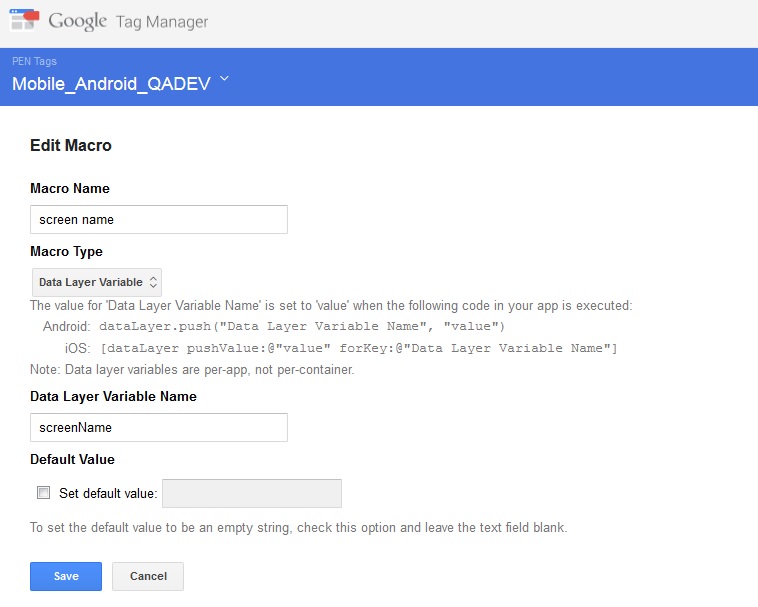 Google Tag Manager
PEN Tags
Mobile_Android_QADEV
Edit Macro
Macro Name
screen name
Macro Type
Data Layer Variable
The value for 'Data Layer Variable Name' is set to 'value' when the following code in your app is executed:
Android: dataLayer.push("Data Layer Variable Name", "value")
iOS: [dataLayer pushValue:@"value" forKey:@"Data Layer Variable Name"]
Note: Data layer variables are per-app, not per-container.
Data Layer Variable Name
screenName
Default Value
Set default value:
To set the default value to be an empty string, check this option and leave the text field blank.
Save Cancel